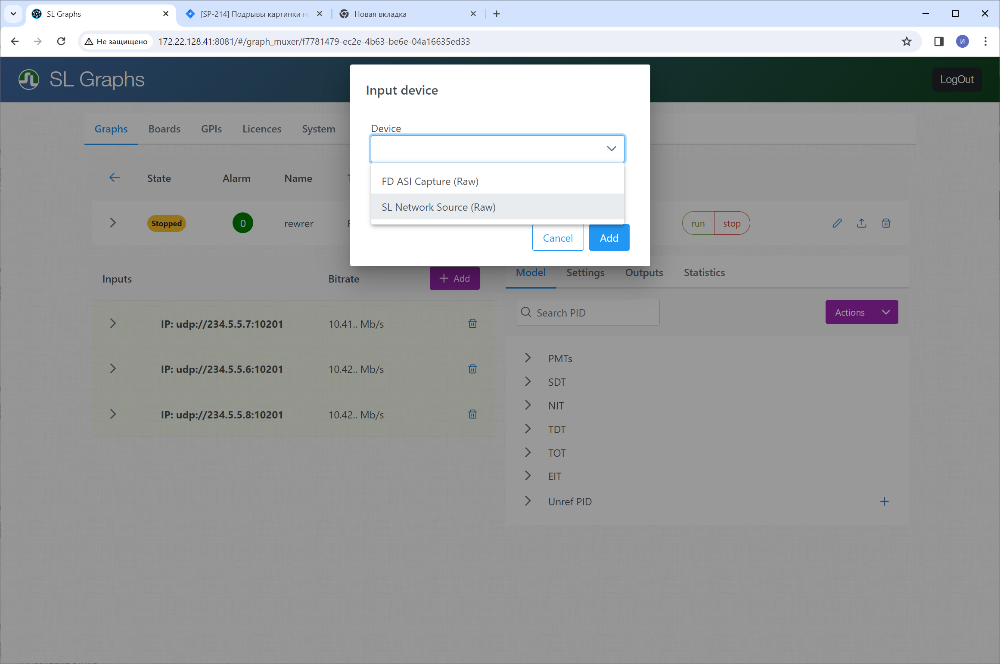 SL Graphs
[SP-214] Подрывы картинки
Новая вкладка
Не защищено
172.22.128.41:8081/#/graph_muxer/f7781479-ec2e-4b63-be6e-04a16635ed33
И
SL Graphs
LogOut
Graphs Boards GPIs Licences System
State Alarm Name
Stopped 0 rewrer
run stop
Input device
Device
FD ASI Capture (Raw)
SL Network Source (Raw)
Cancel Add
Inputs Bitrate + Add
IP: udp://234.5.5.7:10201 10.41.. Mb/s
IP: udp://234.5.5.6:10201 10.42.. Mb/s
IP: udp://234.5.5.8:10201 10.42.. Mb/s
Model Settings Outputs Statistics
Search PID
Actions
PMTs
SDT
NIT
TDT
TOT
EIT
Unref PID